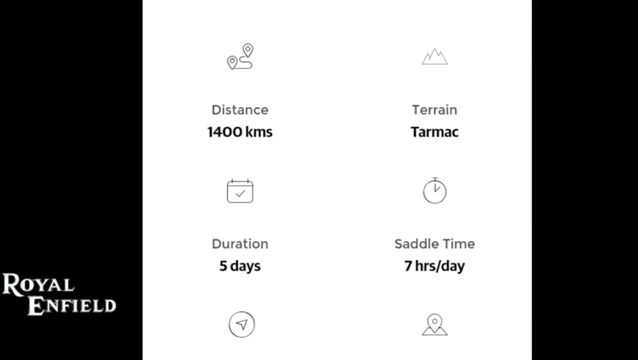 Distance
1400 kms
Terrain
Tarmac
Duration
5 days
Saddle Time
7 hrs/day
ROYAL
ENFIELD